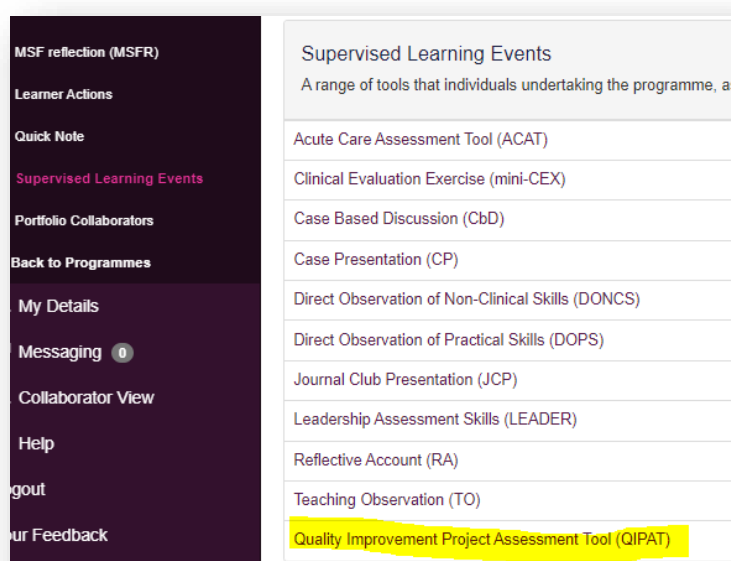 MSF reflection (MSFR)
Learner Actions
Quick Note
Supervised Learning Events
Portfolio Collaborators
Back to Programmes
My Details
Messaging 0
Collaborator View
Help
gout
ur Feedback
Supervised Learning Events
A range of tools that individuals undertaking the programme, a
Acute Care Assessment Tool (ACAT)
Clinical Evaluation Exercise (mini-CEX)
Case Based Discussion (CbD)
Case Presentation (CP)
Direct Observation of Non-Clinical Skills (DONCS)
Direct Observation of Practical Skills (DOPS)
Journal Club Presentation (JCP)
Leadership Assessment Skills (LEADER)
Reflective Account (RA)
Teaching Observation (TO)
Quality Improvement Project Assessment Tool (QIPAT)